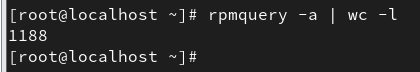 [root@localhost ~]# rpmquery -a | wc -l
1188
[root@localhost ~]#